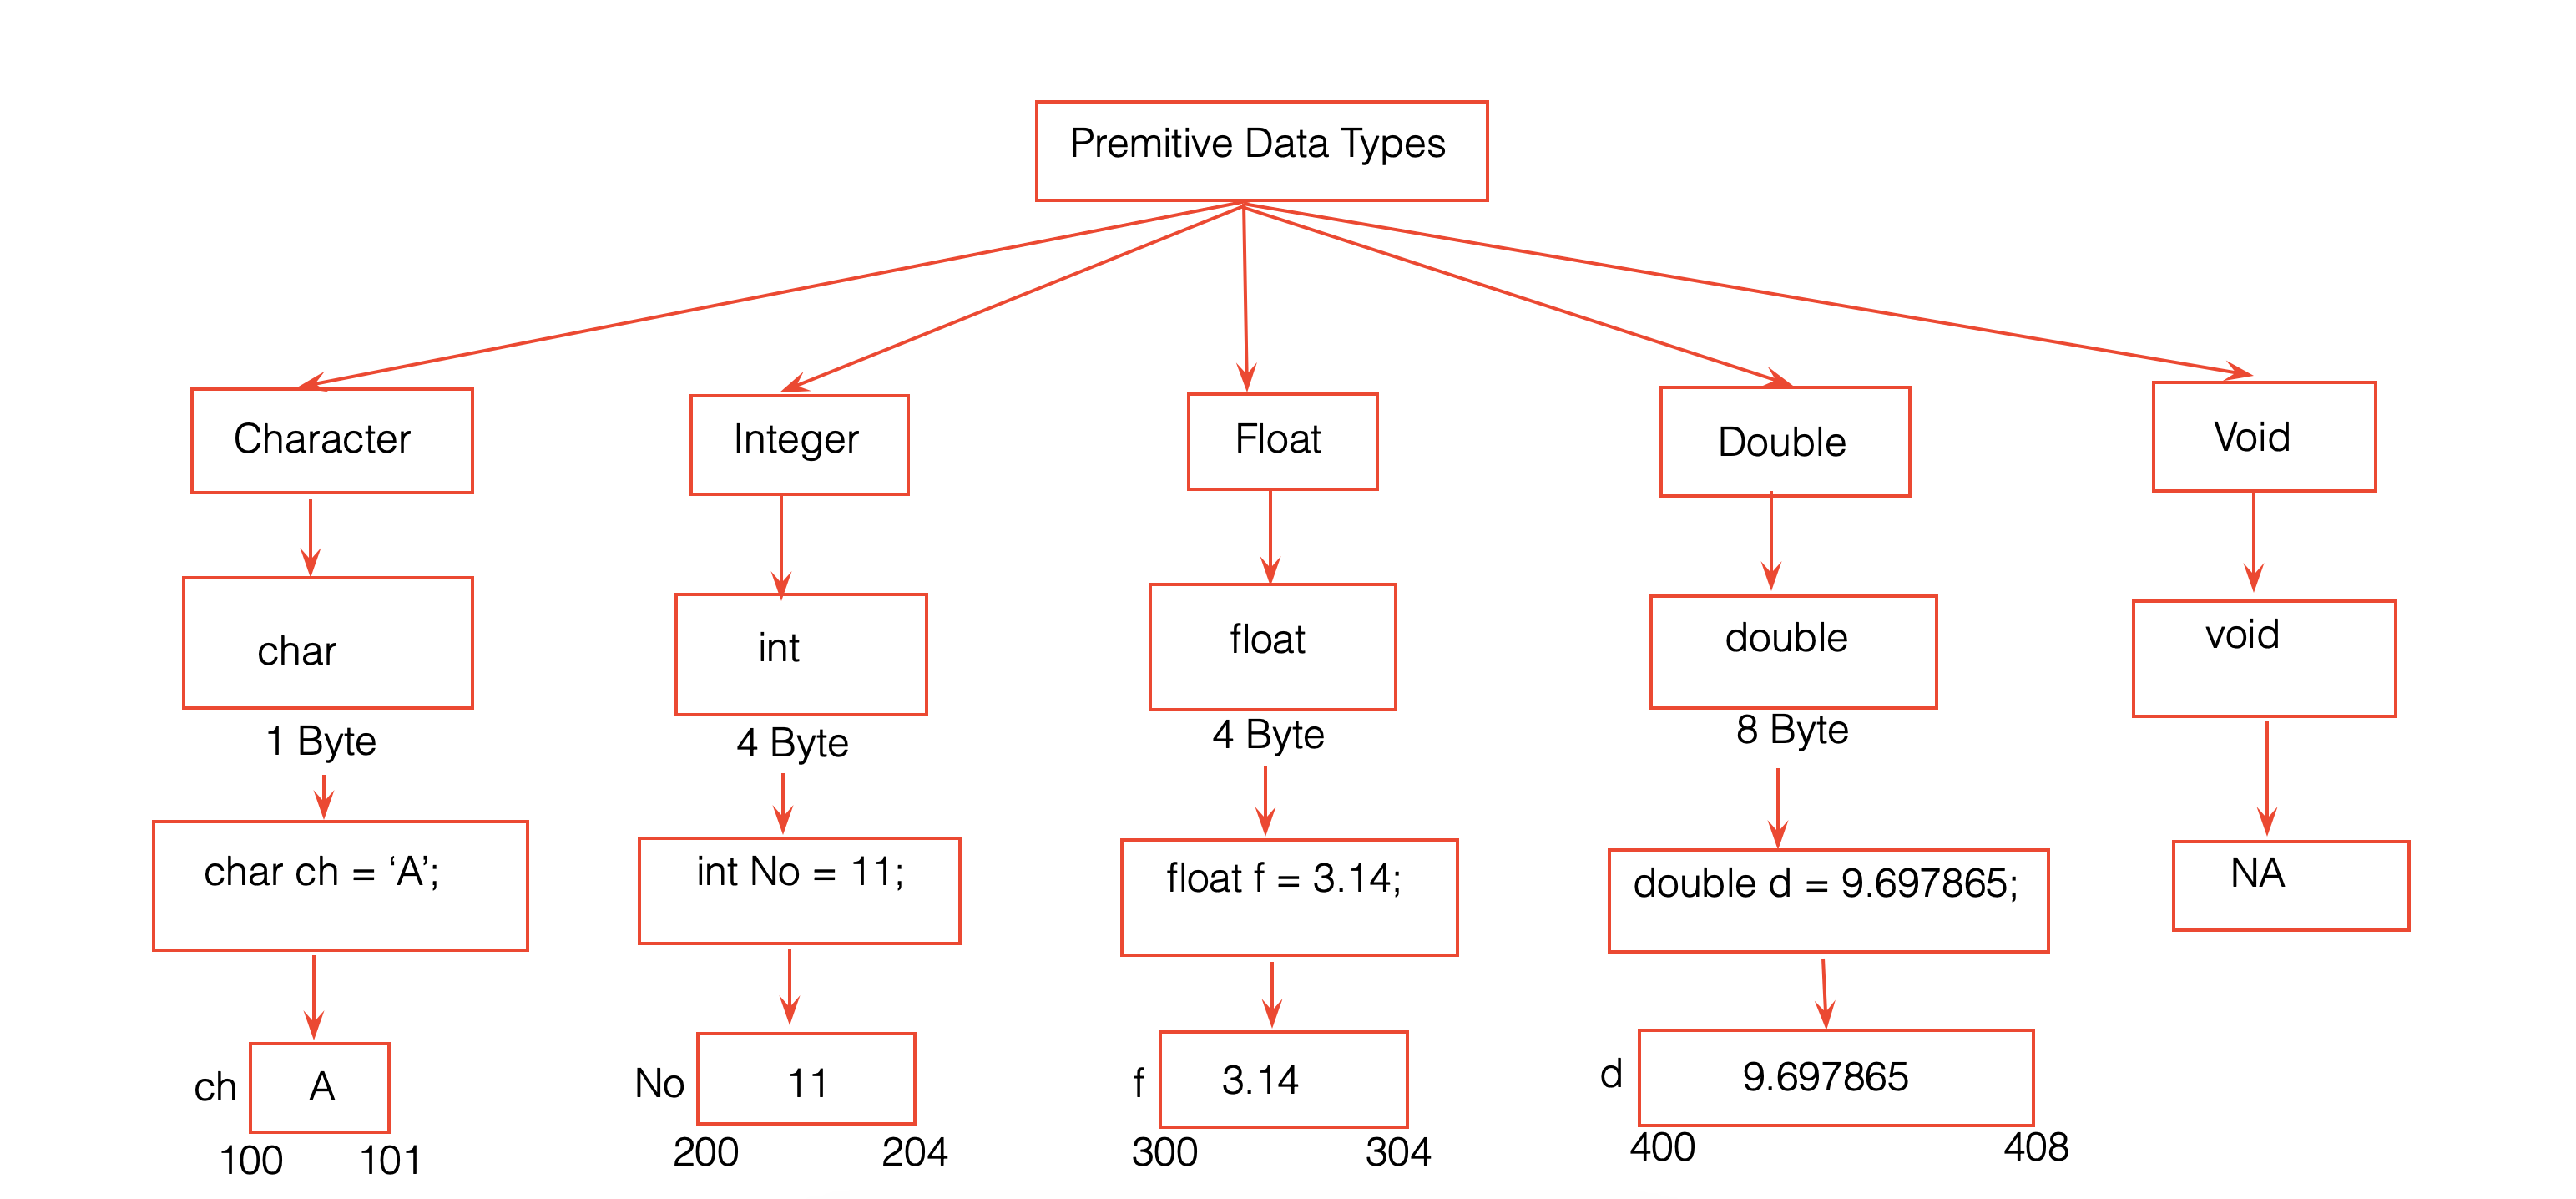 Premitive Data Types
Character
Integer
Float
Double
Void
char
int
float
double
void
1 Byte
4 Byte
4 Byte
8 Byte
char ch = ‘A’;
int No = 11;
float f = 3.14;
double d = 9.697865;
NA
ch
A
No
11
f
3.14
d
9.697865
100
101
200
204
300
304
400
408